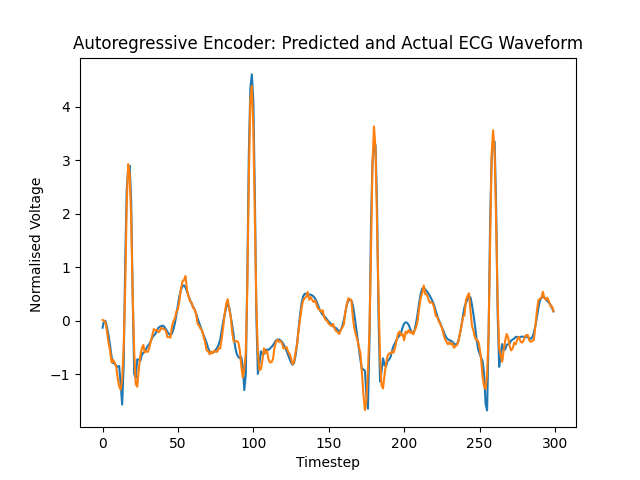 Autoregressive Encoder: Predicted and Actual ECG Waveform
Normalised Voltage
4
3
2
1
0
−1
0 50 100 150 200 250 300
Timestep